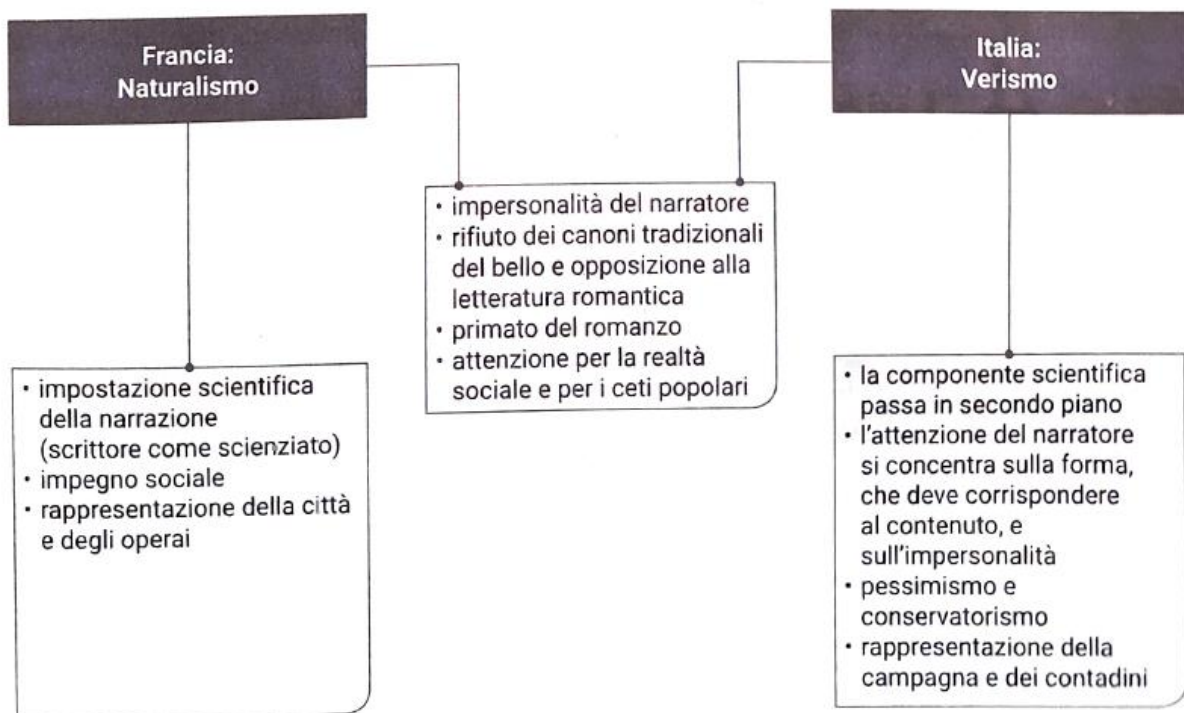 Francia:
Naturalismo
Italia:
Verismo
• impersonalità del narratore
• rifiuto dei canoni tradizionali
del bello e opposizione alla
letteratura romantica
• primato del romanzo
• attenzione per la realtà
sociale e per i ceti popolari
• impostazione scientifica
della narrazione
(scrittore come scienziato)
• impegno sociale
• rappresentazione della città
e degli operai
• la componente scientifica
passa in secondo piano
• l'attenzione del narratore
si concentra sulla forma,
che deve corrispondere
al contenuto, e
sull'impersonalità
• pessimismo e
conservatorismo
• rappresentazione della
campagna e dei contadini